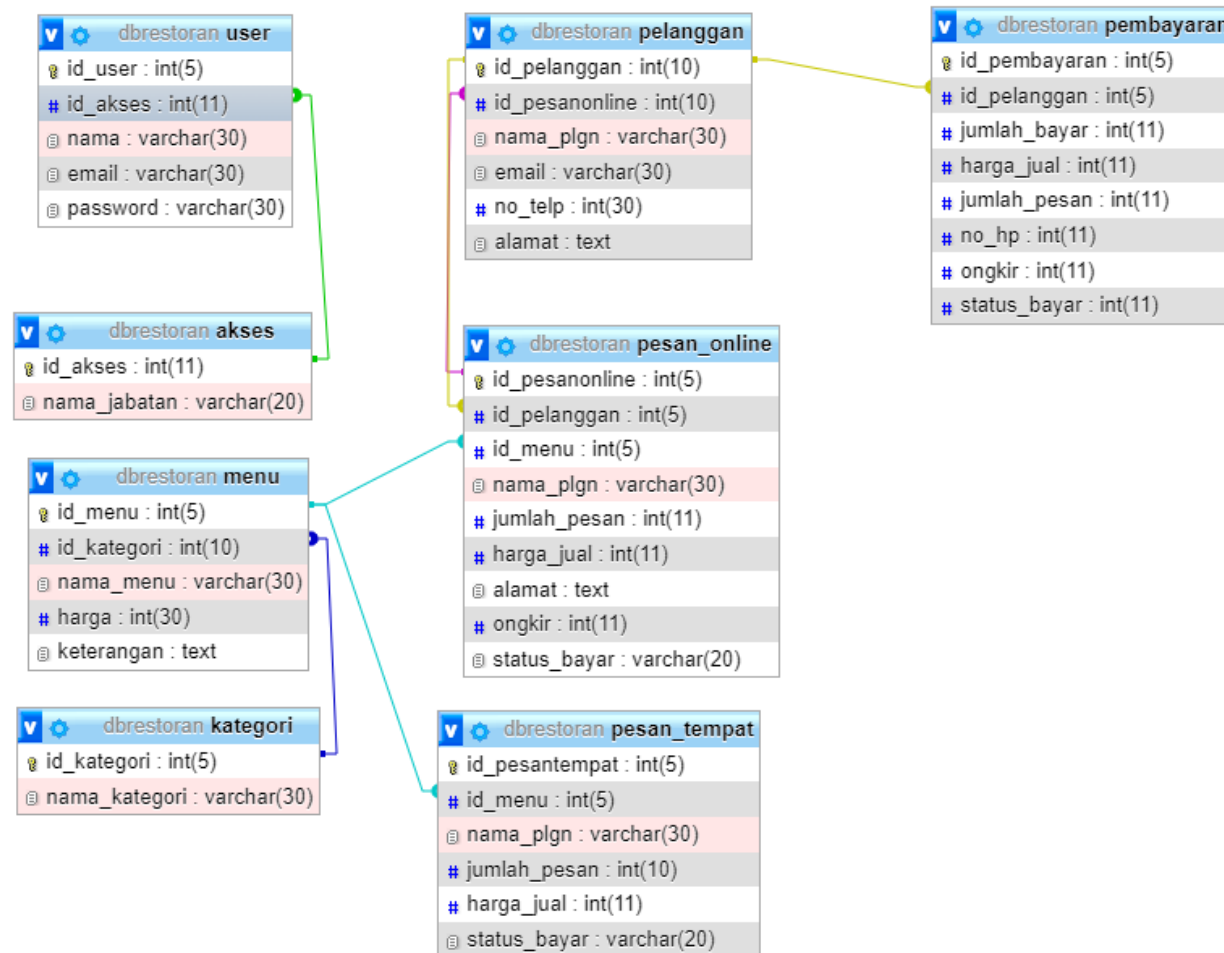 dbrestoran user
id_user : int(5)
id_akses : int(11)
nama : varchar(30)
email : varchar(30)
password : varchar(30)
dbrestoran akses
id_akses : int(11)
nama_jabatan : varchar(20)
dbrestoran menu
id_menu : int(5)
id_kategori : int(10)
nama_menu : varchar(30)
harga : int(30)
keterangan : text
dbrestoran kategori
id_kategori : int(5)
nama_kategori : varchar(30)
dbrestoran pelanggan
id_pelanggan : int(10)
id_pesanonline : int(10)
nama_plgn : varchar(30)
email : varchar(30)
no_telp : int(30)
alamat : text
dbrestoran pesan_online
id_pesanonline : int(5)
id_pelanggan : int(5)
id_menu : int(5)
nama_plgn : varchar(30)
jumlah_pesan : int(11)
harga_jual : int(11)
alamat : text
ongkir : int(11)
status_bayar : varchar(20)
dbrestoran pesan_tempat
id_pesantempat : int(5)
id_menu : int(5)
nama_plgn : varchar(30)
jumlah_pesan : int(10)
harga_jual : int(11)
status_bayar : varchar(20)
dbrestoran pembayaran
id_pembayaran : int(5)
id_pelanggan : int(5)
jumlah_bayar : int(11)
harga_jual : int(11)
jumlah_pesan : int(11)
no_hp : int(11)
ongkir : int(11)
status_bayar : int(11)